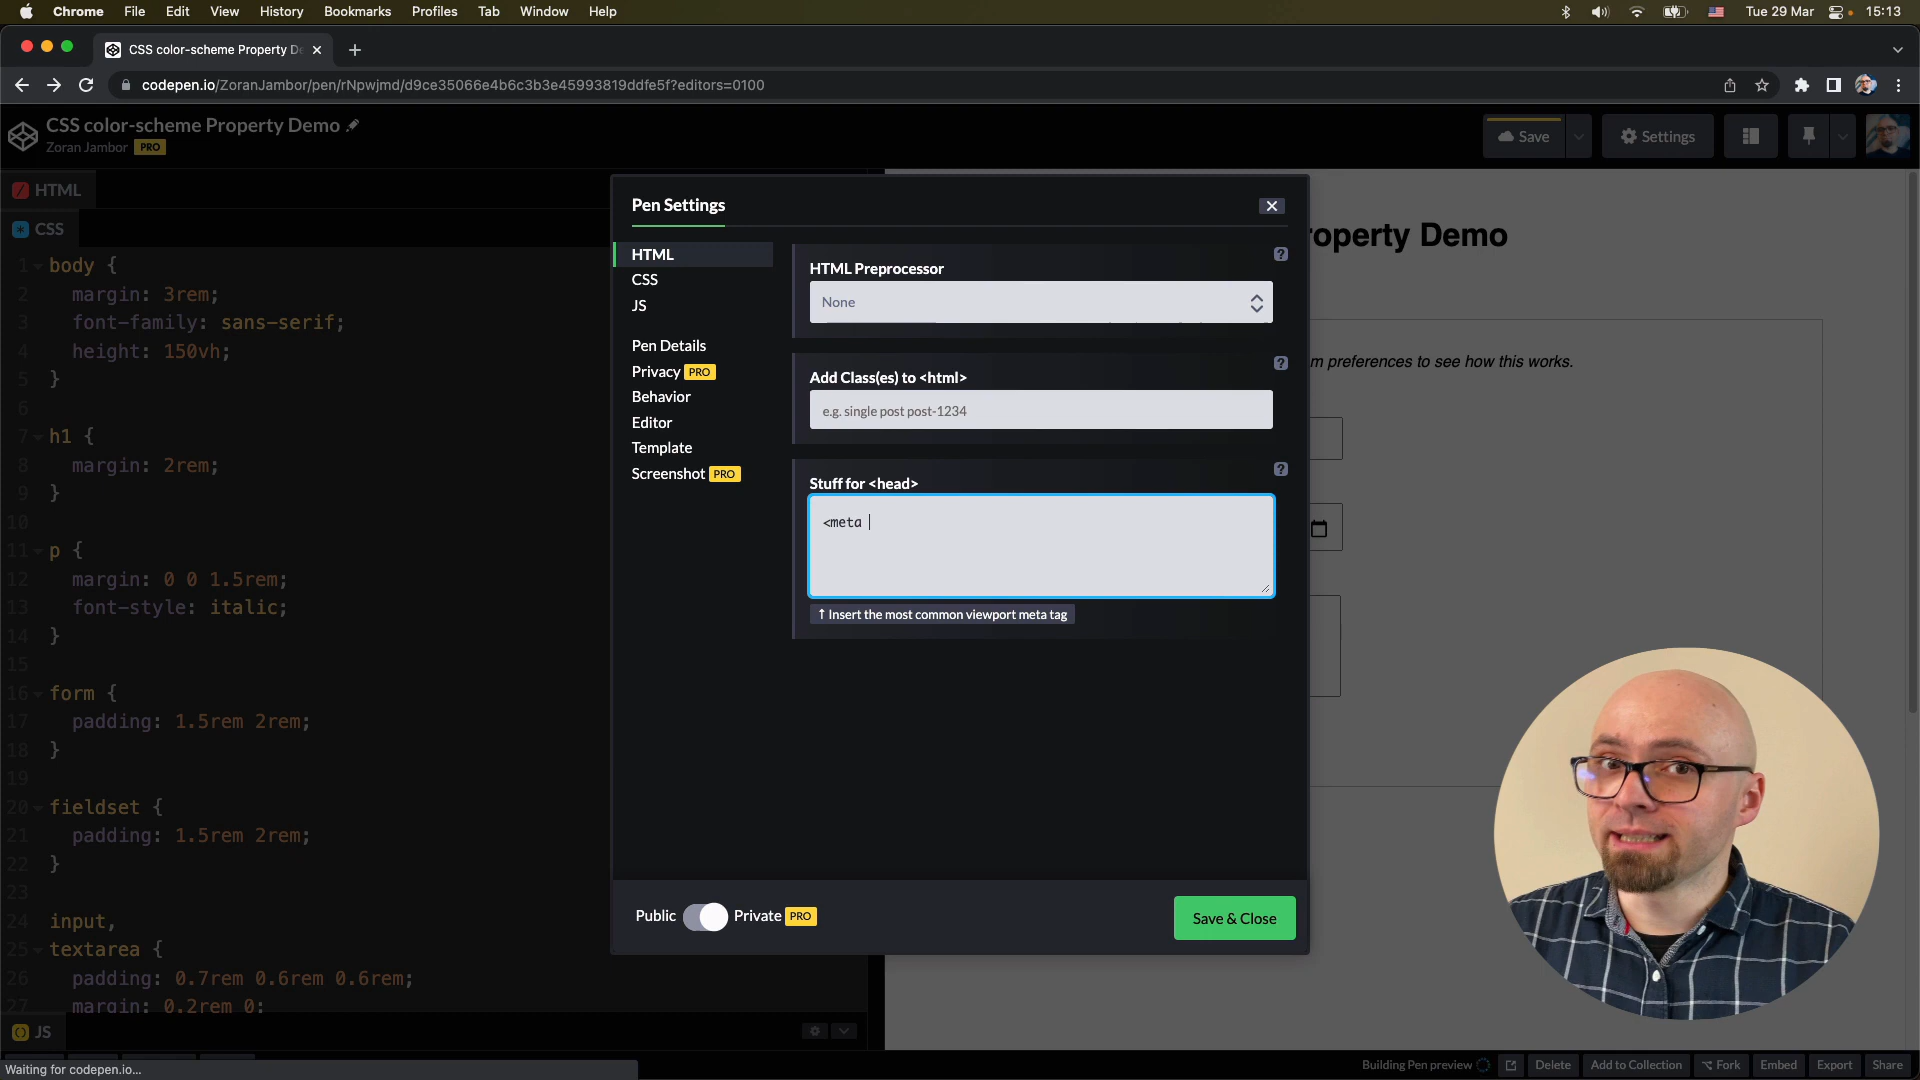 Chrome File Edit View History Bookmarks Profiles Tab Window Help
Tue 29 Mar 15:13
CSS color-scheme Property De
codepen.io/ZoranJambor/pen/rNpwjmd/d9ce35066e4b6c3b3e45993819ddfe5f?editors=0100
CSS color-scheme Property Demo
Zoran Jambor PRO
Save
Settings
HTML
CSS
1 body {
2 margin: 3rem;
3 font-family: sans-serif;
4 height: 150vh;
5 }
6
7 h1 {
8 margin: 2rem;
9 }
10
11 p {
12 margin: 0 0 1.5rem;
13 font-style: italic;
14 }
15
16 form {
17 padding: 1.5rem 2rem;
18 }
19
20 fieldset {
21 padding: 1.5rem 2rem;
22 }
23
24 input,
25 textarea {
26 padding: 0.7rem 0.6rem 0.6rem;
27 margin: 0.2rem 0;
JS
Waiting for codepen.io...
Pen Settings
HTML
CSS
JS
Pen Details
Privacy PRO
Behavior
Editor
Template
Screenshot PRO
HTML Preprocessor
?
None
Add Class(es) to <html>
?
e.g. single post post-1234
Stuff for <head>
?
<meta
↑ Insert the most common viewport meta tag
Public Private PRO
Save & Close
roperty Demo
m preferences to see how this works.
Building Pen preview
Delete
Add to Collection
Fork
Embed
Export
Share